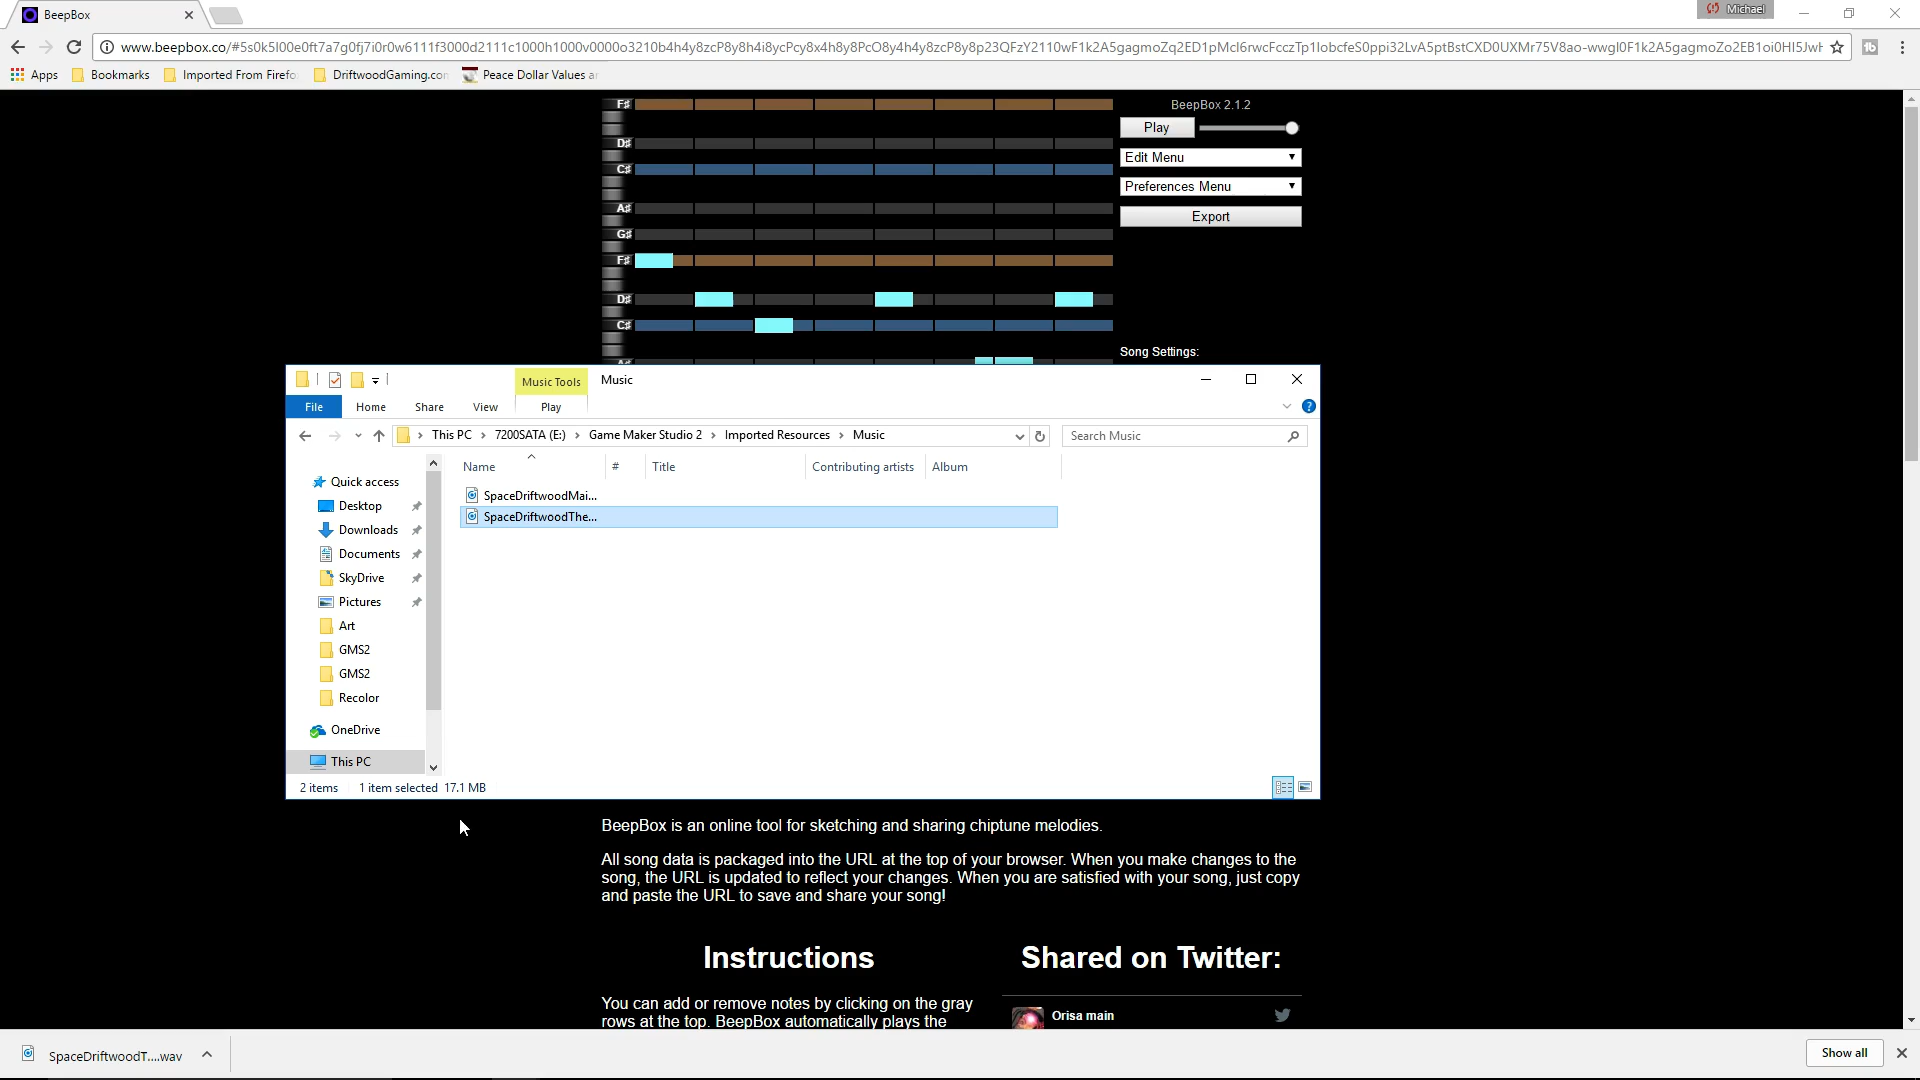 BeepBox
Michael
www.beepbox.co/#5s0k5l00e0ft7a7g0fj7i0r0w6111f3000d2111c1000h1000v0000o3210b4h4y8zcP8y8h4i8ycPcy8x4h8y8PcO8y4h4y8zcP8y8p23QFzY2110wF1k2A5gagmoZq2ED1pMcI6rwcFcczTp1IobcfeS0ppi32LvA5ptBstCXD0UXMr75V8ao-wwgI0F1k2A5gagmoZo2EB1oi0HI5JwH
Apps
Bookmarks
Imported From Firefo
DriftwoodGaming.con
Peace Dollar Values ar
F♯
BeepBox 2.1.2
Play
D♯
Edit Menu
C♯
Preferences Menu
A♯
Export
G♯
F♯
D♯
C♯
Song Settings:
A♯
Music Tools
Music
File
Home
Share
View
Play
This PC > 7200SATA (E:) > Game Maker Studio 2 > Imported Resources > Music
Search Music
Name
#
Title
Contributing artists
Album
SpaceDriftwoodMai...
SpaceDriftwoodThe...
Quick access
Desktop
Downloads
Documents
SkyDrive
Pictures
Art
GMS2
GMS2
Recolor
OneDrive
This PC
2 items
1 item selected 17.1 MB
BeepBox is an online tool for sketching and sharing chiptune melodies.
All song data is packaged into the URL at the top of your browser. When you make changes to the
song, the URL is updated to reflect your changes. When you are satisfied with your song, just copy
and paste the URL to save and share your song!
Instructions
Shared on Twitter:
You can add or remove notes by clicking on the gray
rows at the top. BeepBox automatically plays the
Orisa main
SpaceDriftwoodT....wav
Show all